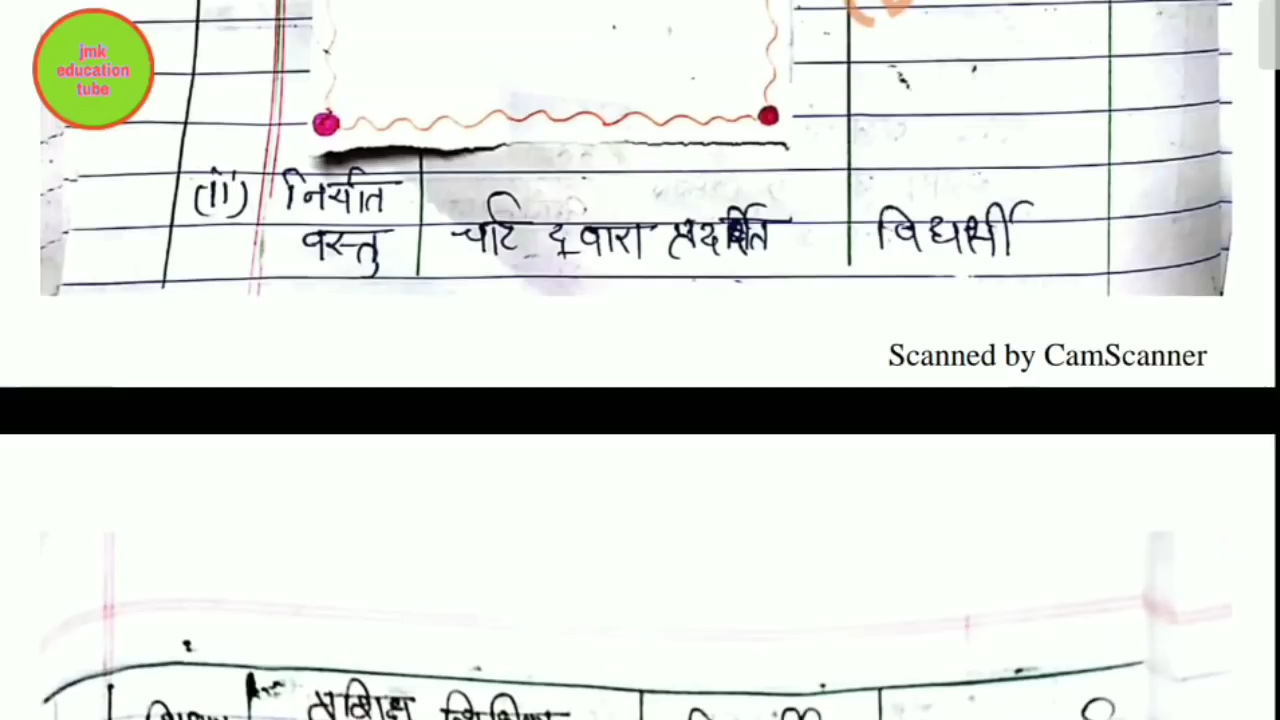 jmk
education
tube
(ii) निर्यात
वस्तु चार्ट द्वारा प्रदर्शित विधार्थी
Scanned by CamScanner